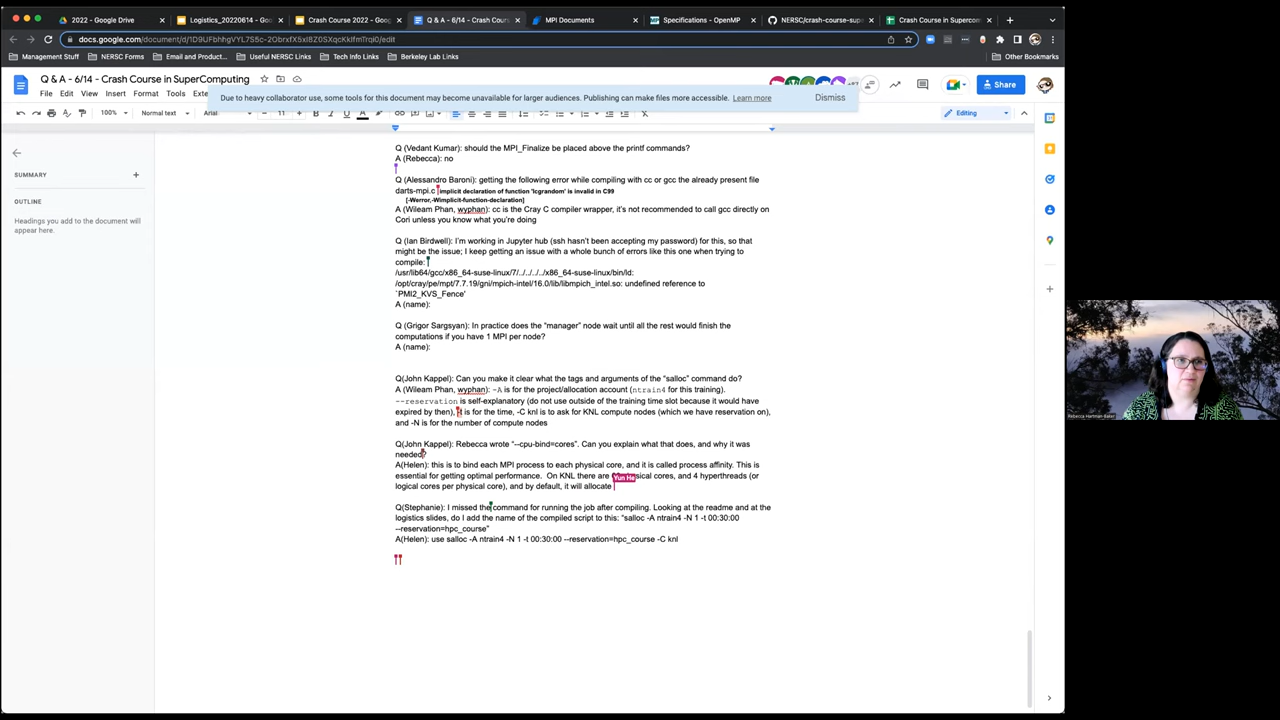 2022 - Google Drive
Logistics_20220614 - Goog
Crash Course 2022 - Goog
Q & A - 6/14 - Crash Cours
MPI Documents
Specifications - OpenMP
NERSC/crash-course-sup
Crash Course in Supercom
Management Stuff
NERSC Forms
Email and Product...
Useful NERSC Links
Tech Info Links
Berkeley Lab Links
Other Bookmarks
Q & A - 6/14 - Crash Course in SuperComputing
File Edit View Insert Format Tools
Share
Due to heavy collaborator use, some tools for this document may become unavailable for larger audiences. Publishing can make files more accessible. Learn more
Dismiss
100%
Normal text
Arial
11
Editing
SUMMARY
OUTLINE
Headings you add to the document will
appear here.
Q (Vedant Kumar): should the MPI_Finalize be placed above the printf commands?
A (Rebecca): no
Q (Alessandro Baroni): getting the following error while compiling with cc or gcc the already present file
darts-mpi.c implicit declaration of function 'lcgrandom' is invalid in C99
[-Werror,-Wimplicit-function-declaration]
A (Wileam Phan, wyphan): cc is the Cray C compiler wrapper, it's not recommended to call gcc directly on
Cori unless you know what you're doing
Q (Ian Birdwell): I'm working in Jupyter hub (ssh hasn't been accepting my password) for this, so that
might be the issue; I keep getting an issue with a whole bunch of errors like this one when trying to
compile:
/usr/lib64/gcc/x86_64-suse-linux/7/../../../../x86_64-suse-linux/bin/ld:
/opt/cray/pe/mpt/7.7.19/gni/mpich-intel/16.0/lib/libmpich_intel.so: undefined reference to
`PMI2_KVS_Fence'
A (name):
Q (Grigor Sargsyan): In practice does the "manager" node wait until all the rest would finish the
computations if you have 1 MPI per node?
A (name):
Q(John Kappel): Can you make it clear what the tags and arguments of the "salloc" command do?
A (Wileam Phan, wyphan): -A is for the project/allocation account (ntrain4 for this training).
--reservation is self-explanatory (do not use outside of the training time slot because it would have
expired by then), -t is for the time, -C knl is to ask for KNL compute nodes (which we have reservation on),
and -N is for the number of compute nodes
Q(John Kappel): Rebecca wrote "--cpu-bind=cores". Can you explain what that does, and why it was
needed?
A(Helen): this is to bind each MPI process to each physical core, and it is called process affinity. This is
essential for getting optimal performance. On KNL there are Yun He sical cores, and 4 hyperthreads (or
logical cores per physical core), and by default, it will allocate
Q(Stephanie): I missed the command for running the job after compiling. Looking at the readme and at the
logistics slides, do I add the name of the compiled script to this: "salloc -A ntrain4 -N 1 -t 00:30:00
--reservation=hpc_course"
A(Helen): use salloc -A ntrain4 -N 1 -t 00:30:00 --reservation=hpc_course -C knl
Rebecca Hartman-Baker